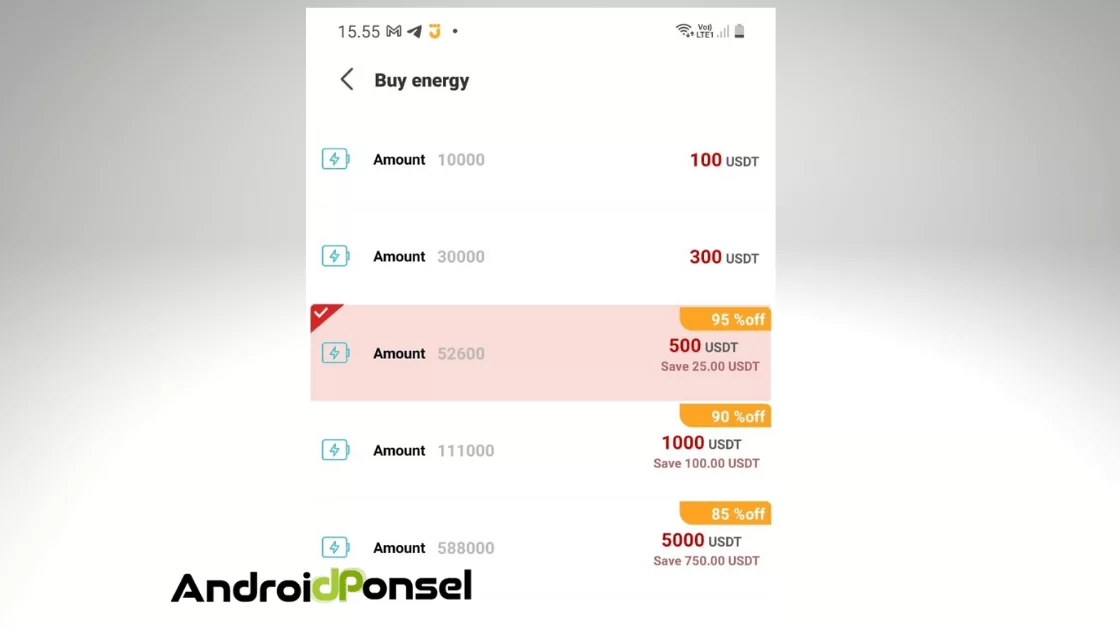 15.55
VoI)
LTE1
Buy energy
Amount 10000 100 USDT
Amount 30000 300 USDT
95 %off
Amount 52600 500 USDT
Save 25.00 USDT
90 %off
Amount 111000 1000 USDT
Save 100.00 USDT
85 %off
Amount 588000 5000 USDT
Save 750.00 USDT
AndroidPonsel